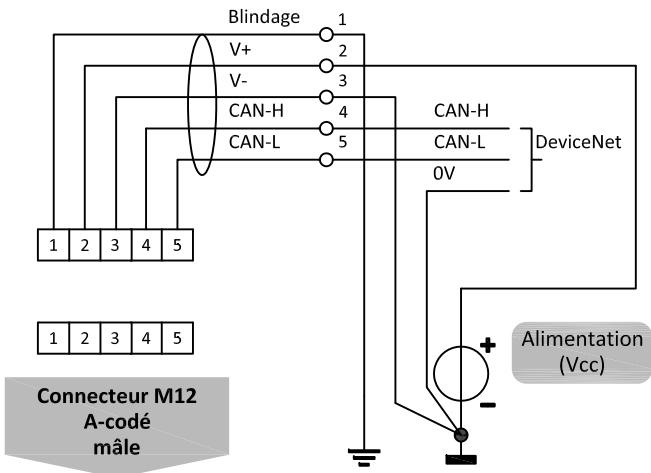 Blindage 1
V+ 2
V- 3
CAN-H 4 CAN-H
CAN-L 5 CAN-L DeviceNet
0V
1 2 3 4 5
1 2 3 4 5
+
Alimentation
(Vcc)
−
Connecteur M12
A-codé
mâle